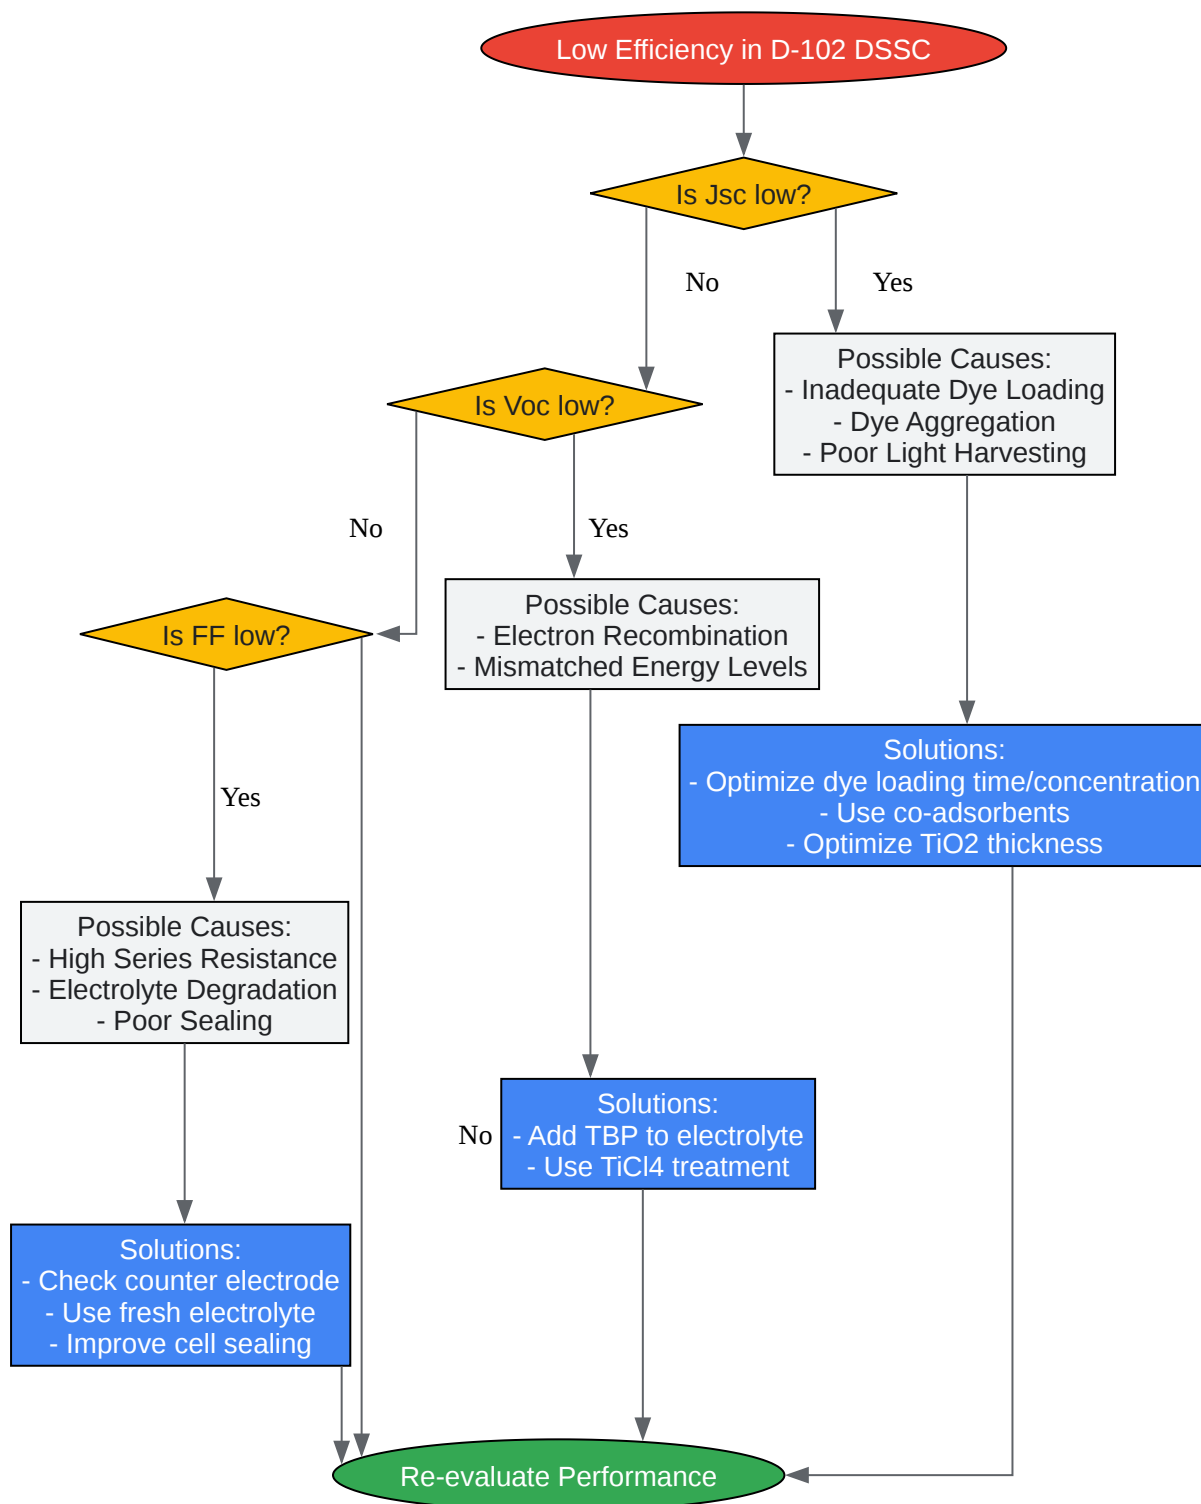 Low Efficiency in D-102 DSSC
Is Jsc low?
No
Yes
Possible Causes:
- Inadequate Dye Loading
- Dye Aggregation
- Poor Light Harvesting
Is Voc low?
No
Yes
Possible Causes:
- Electron Recombination
- Mismatched Energy Levels
Is FF low?
Solutions:
- Optimize dye loading time/concentration
- Use co-adsorbents
- Optimize TiO2 thickness
Yes
Possible Causes:
- High Series Resistance
- Electrolyte Degradation
- Poor Sealing
No
Solutions:
- Add TBP to electrolyte
- Use TiCl4 treatment
Solutions:
- Check counter electrode
- Use fresh electrolyte
- Improve cell sealing
Re-evaluate Performance